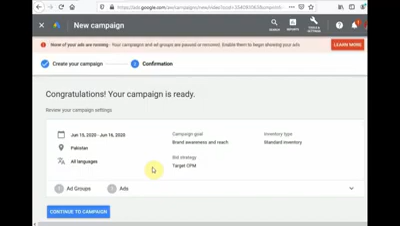 New campaign
SEARCH
REPORTS
TOOLS &
SETTINGS
None of your ads are running - Your campaigns and ad groups are paused or removed. Enable them to begin showing your ads.
LEARN MORE
Create your campaign
2 Confirmation
Congratulations! Your campaign is ready.
Review your campaign settings
Jun 15, 2020 - Jun 16, 2020
Pakistan
All languages
Campaign goal
Brand awareness and reach
Bid strategy
Target CPM
Inventory type
Standard inventory
Ad Groups
Ads
CONTINUE TO CAMPAIGN